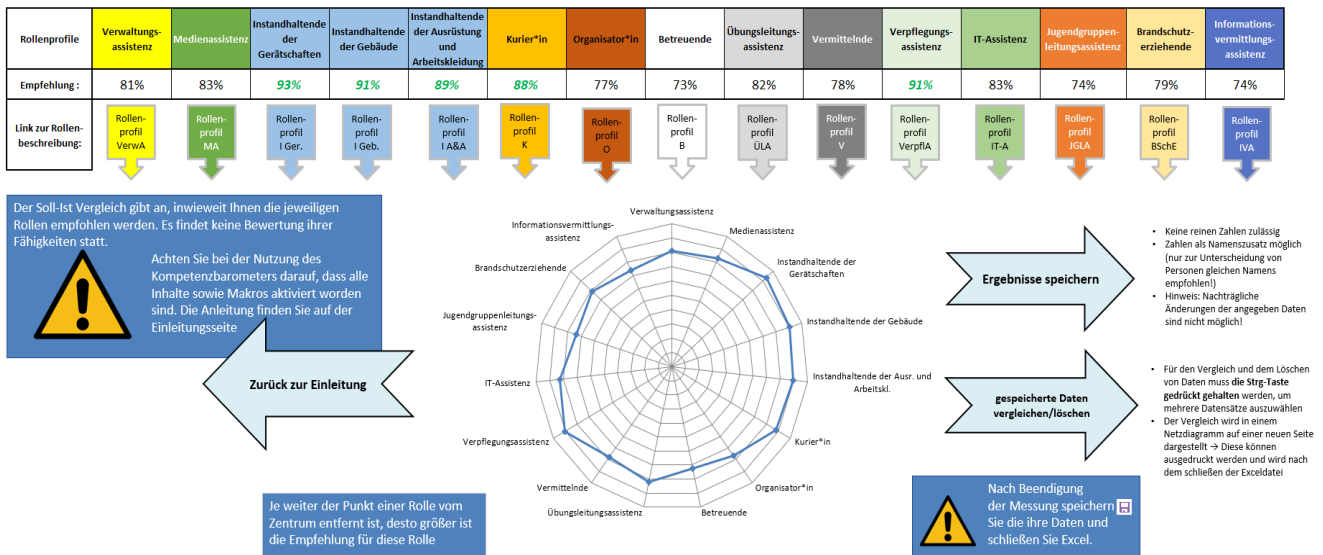 Rollenprofile
Verwaltungs-
assistenz
Medienassistenz
Instandhaltende
der
Gerätschaften
Instandhaltende
der Gebäude
Instandhaltende
der Ausrüstung
und
Arbeitskleidung
Kurier*in
Organisator*in
Betreuende
Übungsleitungs-
assistenz
Vermittelnde
Verpflegungs-
assistenz
IT-Assistenz
Jugendgruppen-
leitungsassistenz
Brandschutz-
erziehende
Informations-
vermittlungs-
assistenz
Empfehlung :
81%
83%
93%
91%
89%
88%
77%
73%
82%
78%
91%
83%
74%
79%
74%
Link zur Rollen-
beschreibung:
Rollen-
profil
VerwA
Rollen-
profil
MA
Rollen-
profil
I Ger.
Rollen-
profil
I Geb.
Rollen-
profil
I A&A
Rollen-
profil
K
Rollen-
profil
O
Rollen-
profil
B
Rollen-
profil
ÜLA
Rollen-
profil
V
Rollen-
profil
VerpflA
Rollen-
profil
IT-A
Rollen-
profil
JGLA
Rollen-
profil
BSchE
Rollen-
profil
IVA
Der Soll-Ist Vergleich gibt an, inwieweit Ihnen die jeweiligen
Rollen empfohlen werden. Es findet keine Bewertung ihrer
Fähigkeiten statt.
Achten Sie bei der Nutzung des
Kompetenzbarometers darauf, dass alle
Inhalte sowie Makros aktiviert worden
sind. Die Anleitung finden Sie auf der
Einleitungsseite
Zurück zur Einleitung
Verwaltungsassistenz
Medienassistenz
Instandhaltende der
Gerätschaften
Instandhaltende der Gebäude
Instandhaltende der Ausr. und
Arbeitskl.
Kurier*in
Organisator*in
Betreuende
Übungsleitungsassistenz
Vermittelnde
Verpflegungsassistenz
IT-Assistenz
Jugendgruppenleitungs-
assistenz
Brandschutzerziehende
Informationsvermittlungs-
assistenz
Je weiter der Punkt einer Rolle vom
Zentrum entfernt ist, desto größer ist
die Empfehlung für diese Rolle
Ergebnisse speichern
• Keine reinen Zahlen zulässig
• Zahlen als Namenszusatz möglich
(nur zur Unterscheidung von
Personen gleichen Namens
empfohlen!)
• Hinweis: Nachträgliche
Änderungen der angegeben Daten
sind nicht möglich!
gespeicherte Daten
vergleichen/löschen
• Für den Vergleich und dem Löschen
von Daten muss die Strg-Taste
gedrückt gehalten werden, um
mehrere Datensätze auszuwählen
• Der Vergleich wird in einem
Netzdiagramm auf einer neuen Seite
dargestellt → Diese können
ausgedruckt werden und wird nach
dem schließen der Exceldatei
Nach Beendigung
der Messung speichern
Sie die ihre Daten und
schließen Sie Excel.